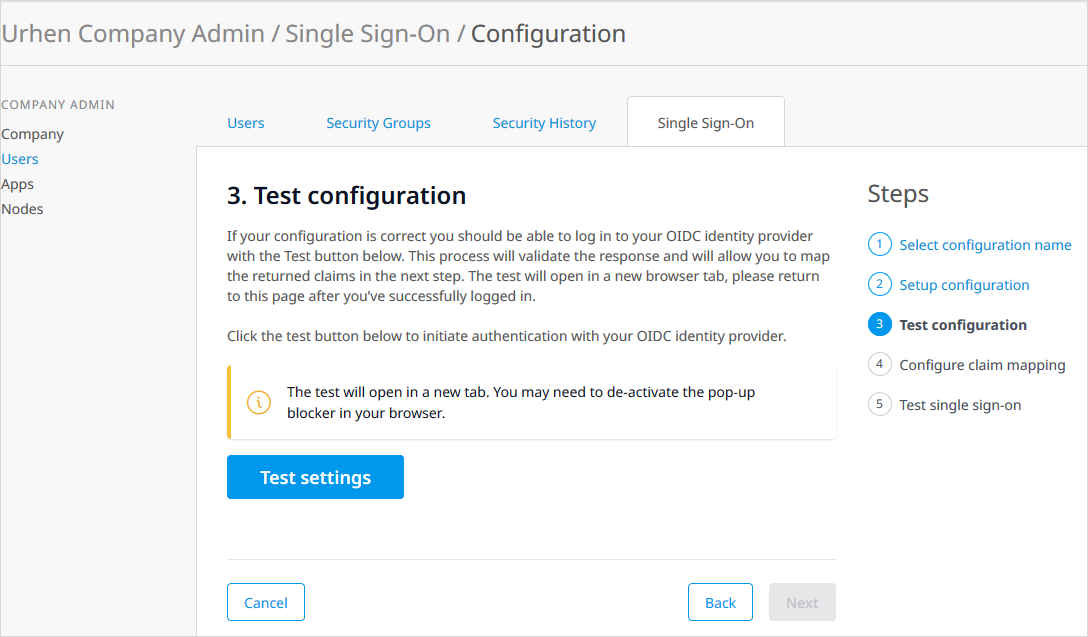 Urhen Company Admin / Single Sign-On / Configuration
COMPANY ADMIN
Company
Users
Apps
Nodes
Users
Security Groups
Security History
Single Sign-On
3. Test configuration
If your configuration is correct you should be able to log in to your OIDC identity provider
with the Test button below. This process will validate the response and will allow you to map
the returned claims in the next step. The test will open in a new browser tab, please return
to this page after you’ve successfully logged in.
Click the test button below to initiate authentication with your OIDC identity provider.
The test will open in a new tab. You may need to de-activate the pop-up
blocker in your browser.
Test settings
Cancel
Back
Next
Steps
1 Select configuration name
2 Setup configuration
3 Test configuration
4 Configure claim mapping
5 Test single sign-on